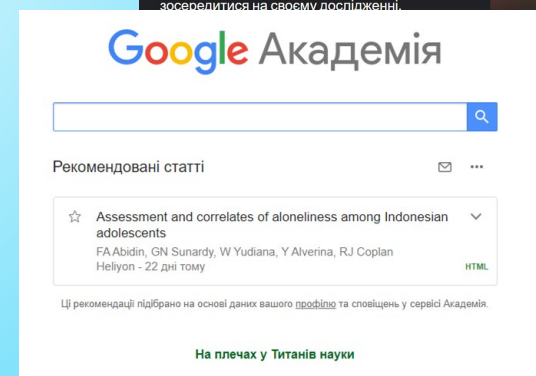 зосередитися на своєму дослідженні.
Google Академія
Рекомендовані статті
Assessment and correlates of aloneliness among Indonesian
adolescents
FA Abidin, GN Sunardy, W Yudiana, Y Alverina, RJ Coplan
Heliyon - 22 дні тому
HTML
Ці рекомендації підібрано на основі даних вашого профілю та сповіщень у сервісі Академія.
На плечах у Титанів науки